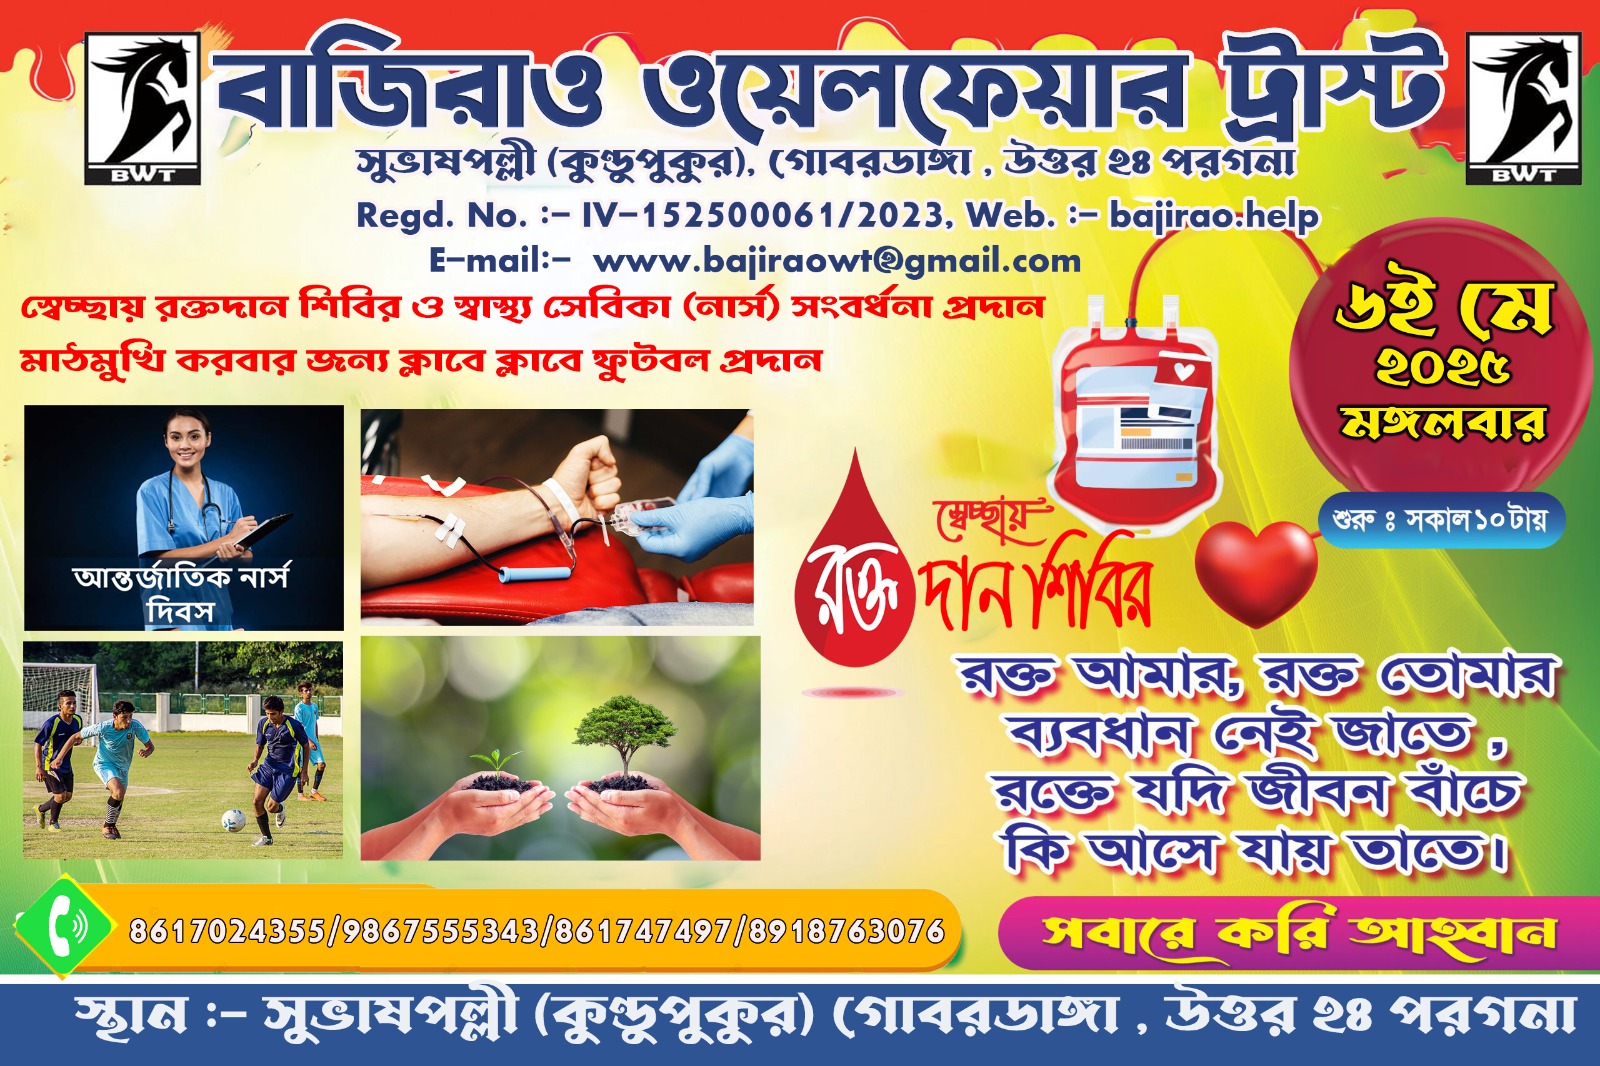 বাজিরাও ওয়েলফেয়ার ট্রাস্ট
BWT
BWT
সুভাষপল্লী (কুন্ডুপুকুর), গোবরডাঙ্গা , উত্তর ২৪ পরগনা
Regd. No. :- IV-152500061/2023, Web. :- bajirao.help
E-mail:- www.bajiraowt@gmail.com
স্বেচ্ছায় রক্তদান শিবির ও স্বাস্থ্য সেবিকা (নার্স) সংবর্ধনা প্রদান
মাঠমুখি করবার জন্য ক্লাবে ক্লাবে ফুটবল প্রদান
৬ই মে
২০২৫
মঙ্গলবার
শুরু ঃ সকাল ১০টায়
আন্তর্জাতিক নার্স
দিবস
স্বেচ্ছায়
রক্ত দান শিবির
রক্ত আমার, রক্ত তোমার
ব্যবধান নেই জাতে ,
রক্তে যদি জীবন বাঁচে
কি আসে যায় তাতে।
8617024355/9867555343/861747497/8918763076
সবারে করি আহবান
স্থান :- সুভাষপল্লী (কুন্ডুপুকুর) গোবরডাঙ্গা , উত্তর ২৪ পরগনা